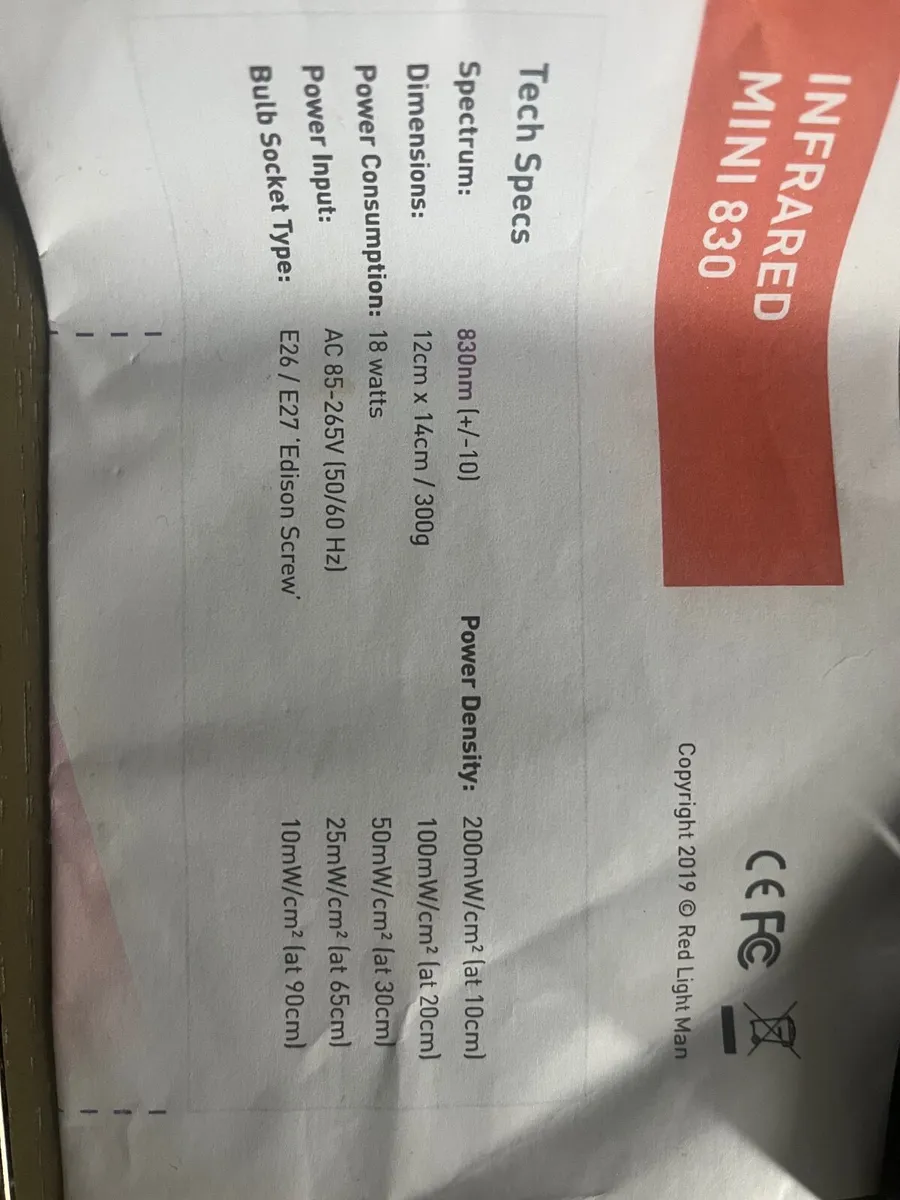 INFRARED
MINI 830
CE FC
Copyright 2019 © Red Light Man
Tech Specs
Spectrum: 830nm (+/-10)
Dimensions: 12cm x 14cm / 300g
Power Consumption: 18 watts
Power Input: AC 85-265V (50/60 Hz)
Bulb Socket Type: E26 / E27 'Edison Screw'
Power Density: 200mW/cm² (at 10cm)
100mW/cm² (at 20cm)
50mW/cm² (at 30cm)
25mW/cm² (at 65cm)
10mW/cm² (at 90cm)